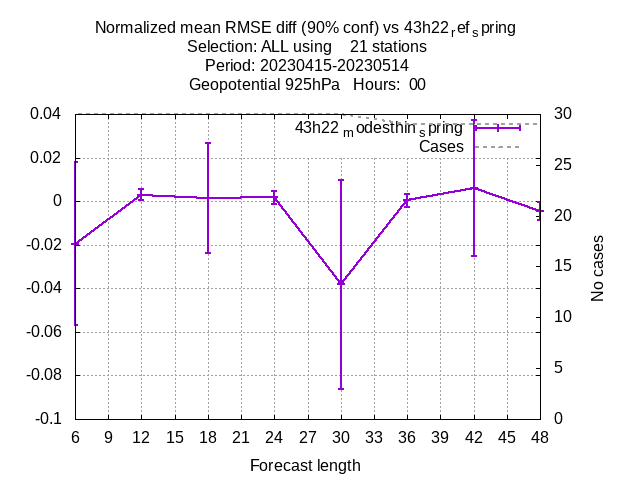 Normalized mean RMSE diff (90% conf) vs 43h22refspring
Selection: ALL using    21 stations
Period: 20230415-20230514
Geopotential 925hPa   Hours:  00
0.04
0.02
0
-0.02
-0.04
-0.06
-0.08
-0.1
30
25
20
15
10
5
0
43h22modesthinspring
Cases
No cases
6 9 12 15 18 21 24 27 30 33 36 39 42 45 48
Forecast length